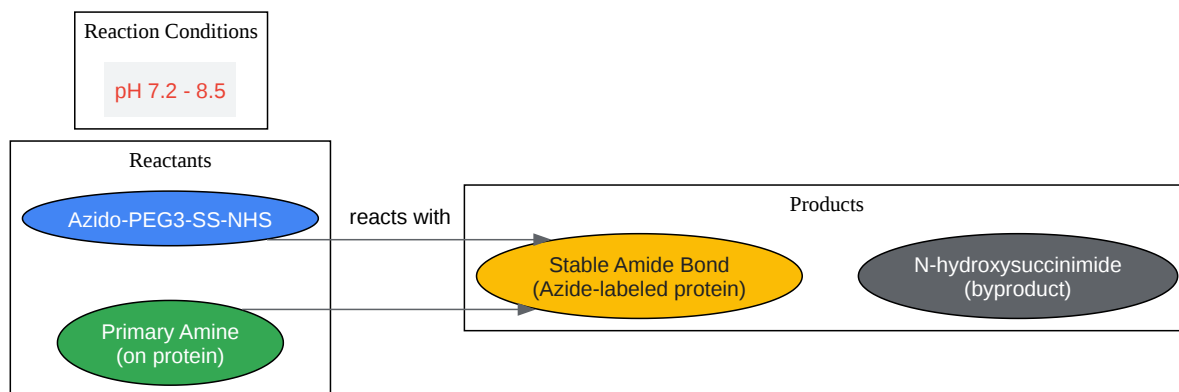 Reaction Conditions
pH 7.2 - 8.5
Reactants
Azido-PEG3-SS-NHS
reacts with
Primary Amine
(on protein)
Products
Stable Amide Bond
(Azide-labeled protein)
N-hydroxysuccinimide
(byproduct)